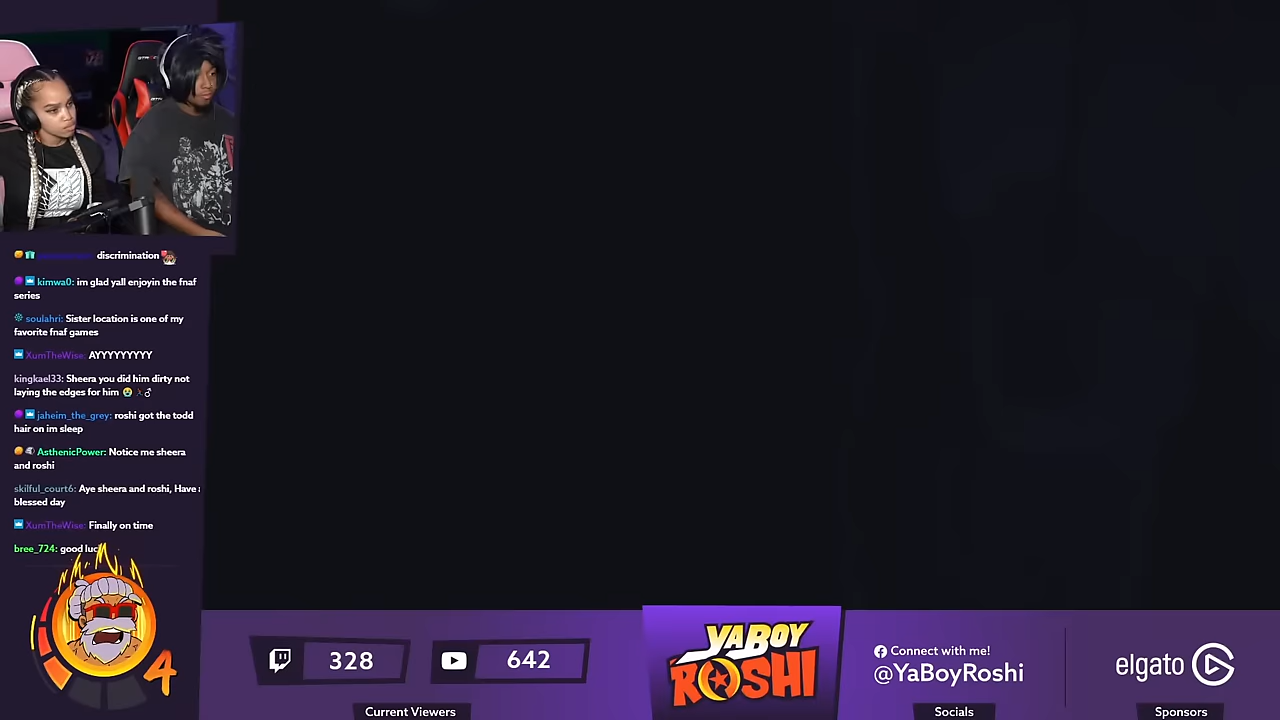 discrimination
kimwa0: im glad yall enjoyin the fnaf
series
soulahri: Sister location is one of my
favorite fnaf games
XumTheWise: AYYYYYYYYY
kingkael33: Sheera you did him dirty not
laying the edges for him
jaheim_the_grey: roshi got the todd
hair on im sleep
AsthenicPower: Notice me sheera
and roshi
skilful_court6: Aye sheera and roshi, Have a
blessed day
XumTheWise: Finally on time
bree_724: good luck
4
328
642
Current Viewers
YABOY
ROSHI
Connect with me!
@YaBoyRoshi
Socials
elgato
Sponsors